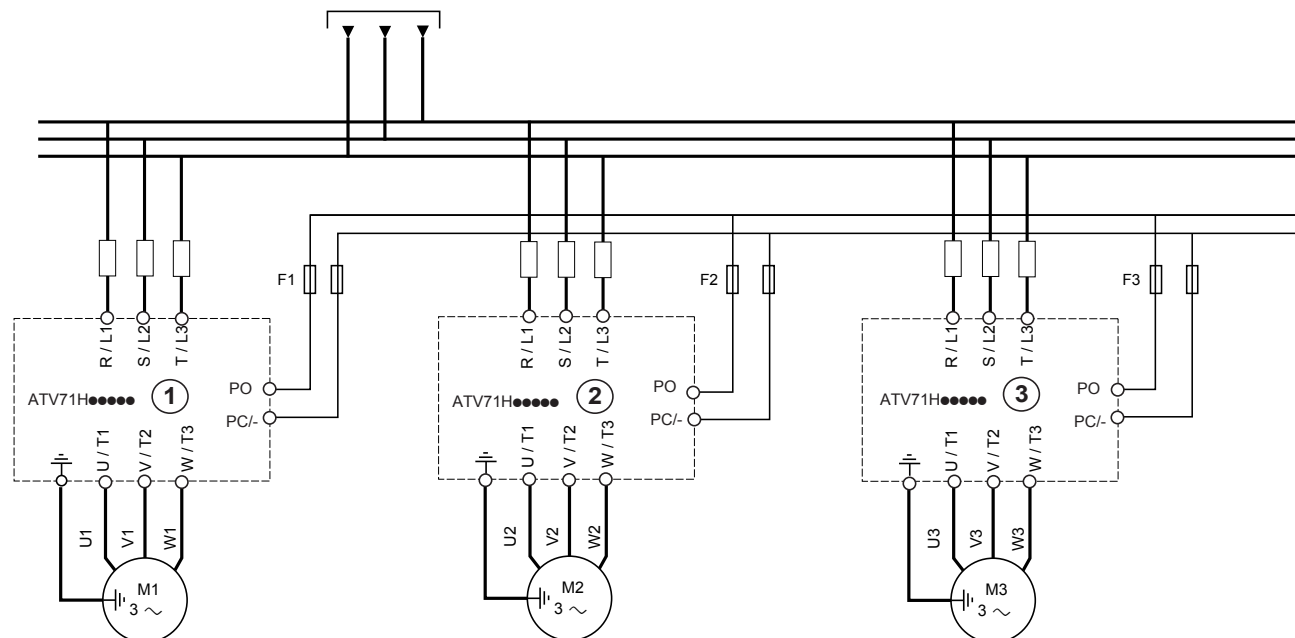 F1
F2
F3
R / L1
S / L2
T / L3
R / L1
S / L2
T / L3
R / L1
S / L2
T / L3
ATV71H●●●●●
1
PO
PC/-
ATV71H●●●●●
2
PO
PC/-
ATV71H●●●●●
3
PO
PC/-
U / T1
V / T2
W / T3
U / T1
V / T2
W / T3
U / T1
V / T2
W / T3
U1
V1
W1
U2
V2
W2
U3
V3
W3
M1
3 ~
M2
3 ~
M3
3 ~